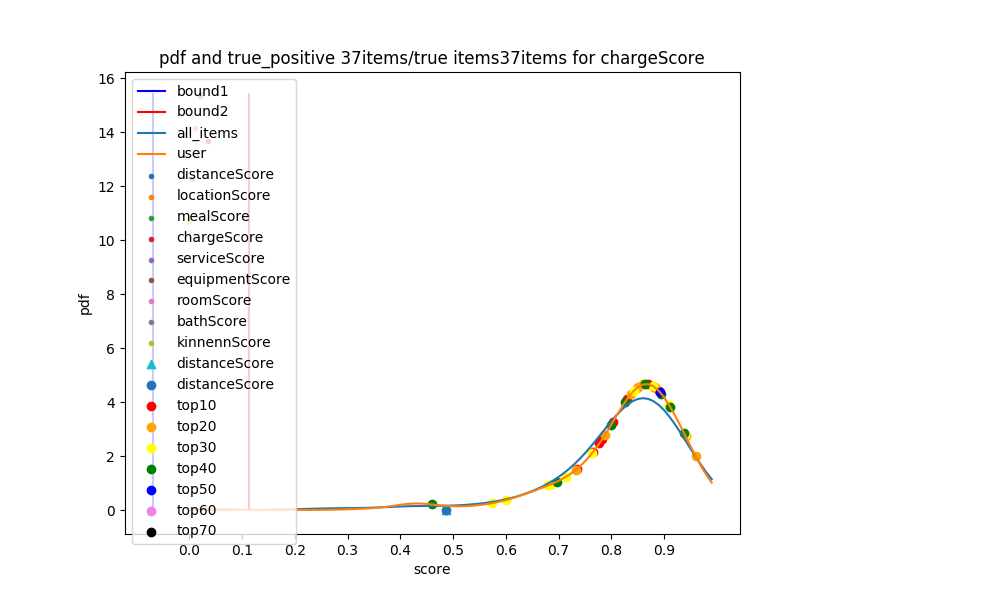 pdf and true_positive 37items/true items37items for chargeScore
16
14
12
10
8
6
4
2
0
pdf
bound1
bound2
all_items
user
distanceScore
locationScore
mealScore
chargeScore
serviceScore
equipmentScore
roomScore
bathScore
kinnennScore
distanceScore
distanceScore
top10
top20
top30
top40
top50
top60
top70
0.0 0.1 0.2 0.3 0.4 0.5 0.6 0.7 0.8 0.9
score